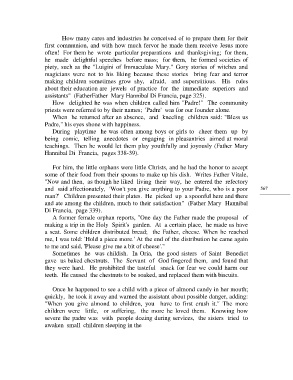 How many cares and industries he conceived of to prepare them for their
first communion, and with how much fervor he made them receive Jesus more
often! For them he wrote particular preparations and thanksgiving; for them,
he made delightful speeches before mass; for them, he formed societies of
piety, such as the "Luigini of Immaculate Mary." Gory stories of witches and
magicians were not to his liking because these stories bring fear and terror
making children sometimes grow shy, afraid, and superstitious. His rules
about their education are jewels of practice for the immediate superiors and
assistants" (FatherFather Mary Hannibal Di Francia, page 325).
How delighted he was when children called him "Padre!" The community
priests were referred to by their names; 'Padre' was for our founder alone.
When he returned after an absence, and kneeling children said: "Bless us
Padre," his eyes shone with happiness.
During playtime he was often among boys or girls to cheer them up by
being comic, telling anecdotes or engaging in pleasantries aimed at moral
teachings. Then he would let them play youthfully and joyously (Father Mary
Hannibal Di Francia, pages 338-39).
For him, the little orphans were little Christs, and he had the honor to accept
some of their food from their spoons to make up his dish. Writes Father Vitale,
"Now and then, as though he liked living their way, he entered the refectory
and said affectionately, 'Won't you give anything to your Padre, who is a poor
man?' Children presented their plates. He picked up a spoonful here and there
and ate among the children, much to their satisfaction" (Father Mary Hannibal
Di Francia, page 339).
A former female orphan reports, "One day the Father made the proposal of
making a trip in the Holy Spirit's garden. At a certain place, he made us have
a seat. Some children distributed bread, the Father, cheese. When he reached
me, I was told: 'Hold a piece more.' At the end of the distribution he came again
to me and said, 'Please give me a bit of cheese.'"
Sometimes he was childish. In Oria, the good sisters of Saint Benedict
gave us baked chestnuts. The Servant of God fingered them, and found that
they were hard. He prohibited the tasteful snack for fear we could harm our
teeth. He caused the chestnuts to be soaked, and replaced them with biscuits.
Once he happened to see a child with a piece of almond candy in her mouth;
quickly, he took it away and warned the assistant about possible danger, adding:
"When you give almond to children, you have to first crush it." The more
children were little, or suffering, the more he loved them. Knowing how
severe the padre was with people dozing during services, the sisters tried to
awaken small children sleeping in the